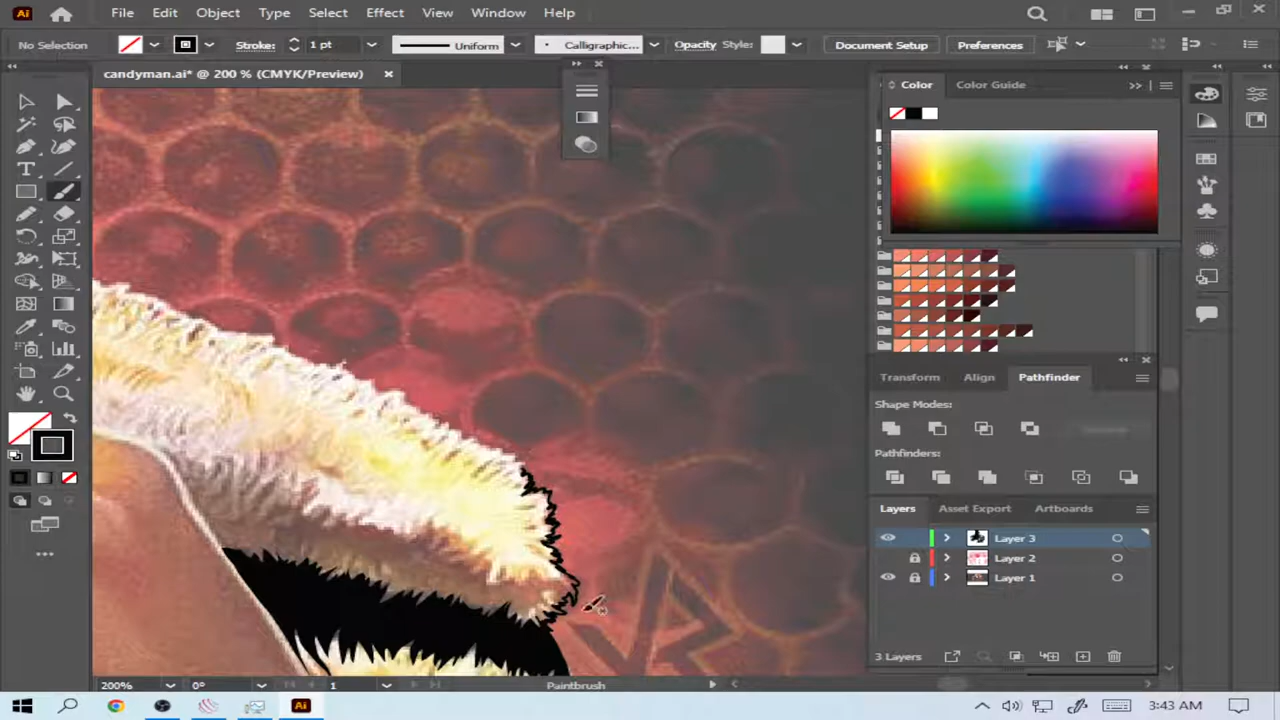 Ai File Edit Object Type Select Effect View Window Help
No Selection Stroke: 1 pt Uniform Calligraphic... Opacity Style: Document Setup Preferences
candyman.ai* @ 200 % (CMYK/Preview)
Color Color Guide
Transform Align Pathfinder
Shape Modes:
Pathfinders:
Layers Asset Export Artboards
Layer 3
Layer 2
Layer 1
3 Layers
200% 0° 1 Paintbrush
Ai 3:43 AM